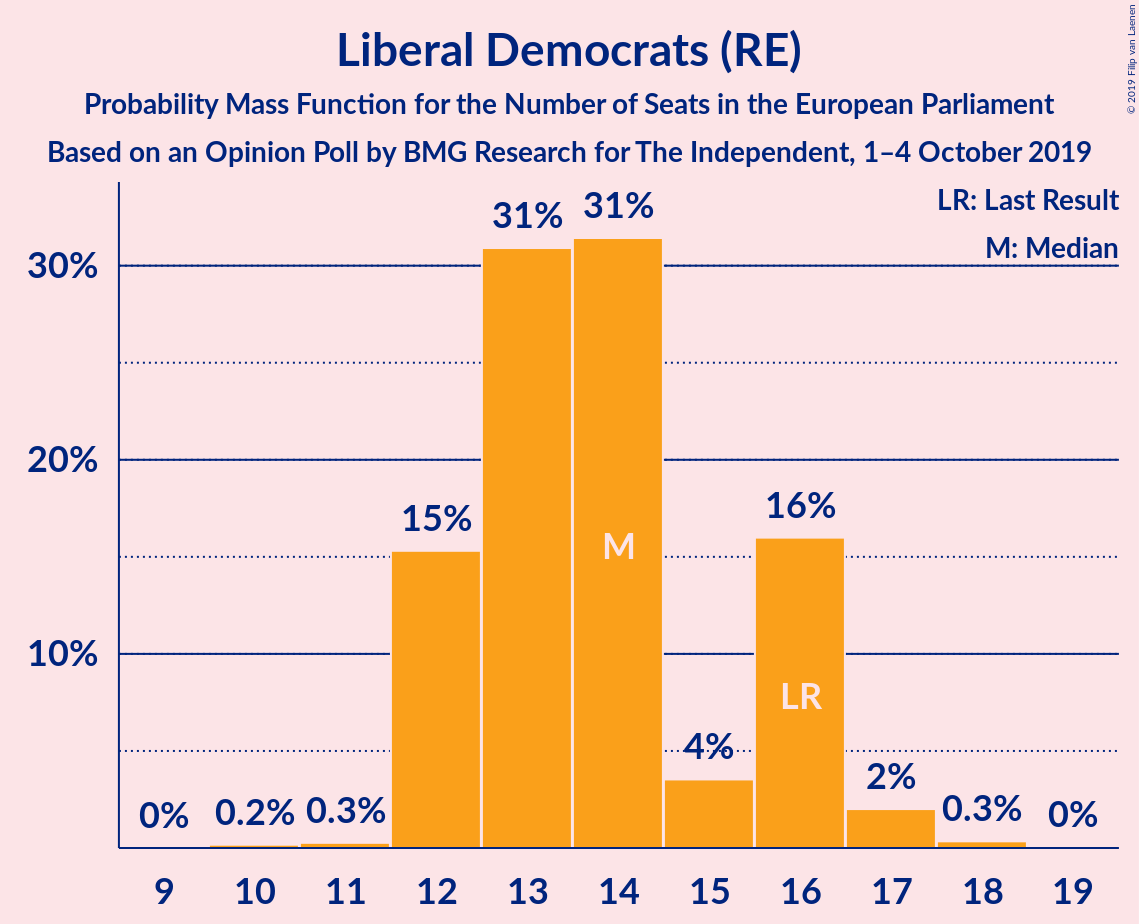 © 2019 Filip van Laenen
Liberal Democrats (RE)
Probability Mass Function for the Number of Seats in the European Parliament
Based on an Opinion Poll by BMG Research for The Independent, 1–4 October 2019
LR: Last Result
M: Median
30%
20%
10%
0%
0.2%
0.3%
15%
31%
31%
4%
16%
2%
0.3%
0%
M
LR
9 10 11 12 13 14 15 16 17 18 19